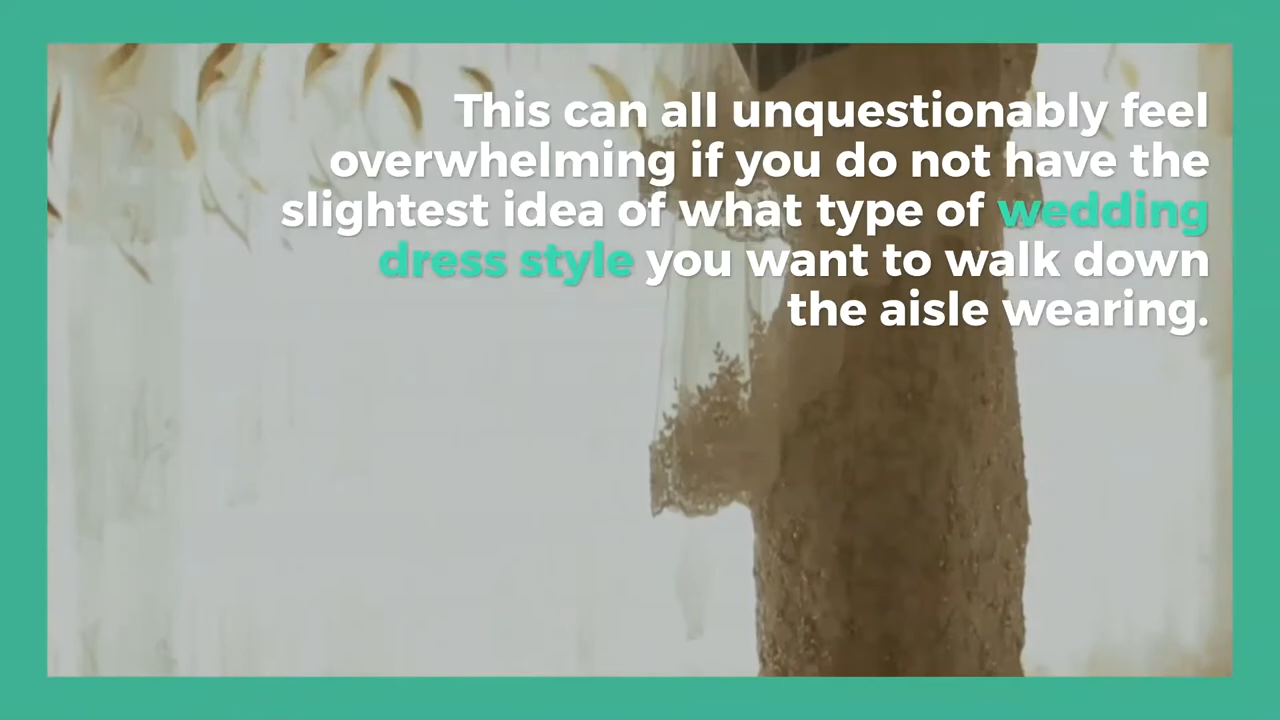 This can all unquestionably feel
overwhelming if you do not have the
slightest idea of what type of wedding
dress style you want to walk down
the aisle wearing.